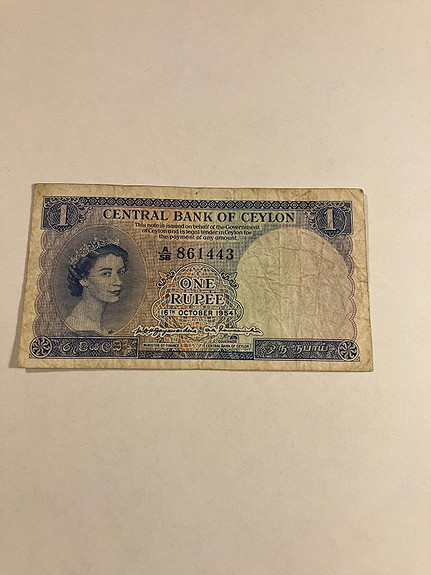 1 1
CENTRAL BANK OF CEYLON
This note is issued on behalf of the Government
of Ceylon and is legal tender in Ceylon for
the payment of any amount.
861443
ONE
RUPEE
16TH OCTOBER 1954
MINISTER OF FINANCE
GOVERNOR
CENTRAL BANK OF CEYLON
රුපියලයි
ஒரு ரூபாய்